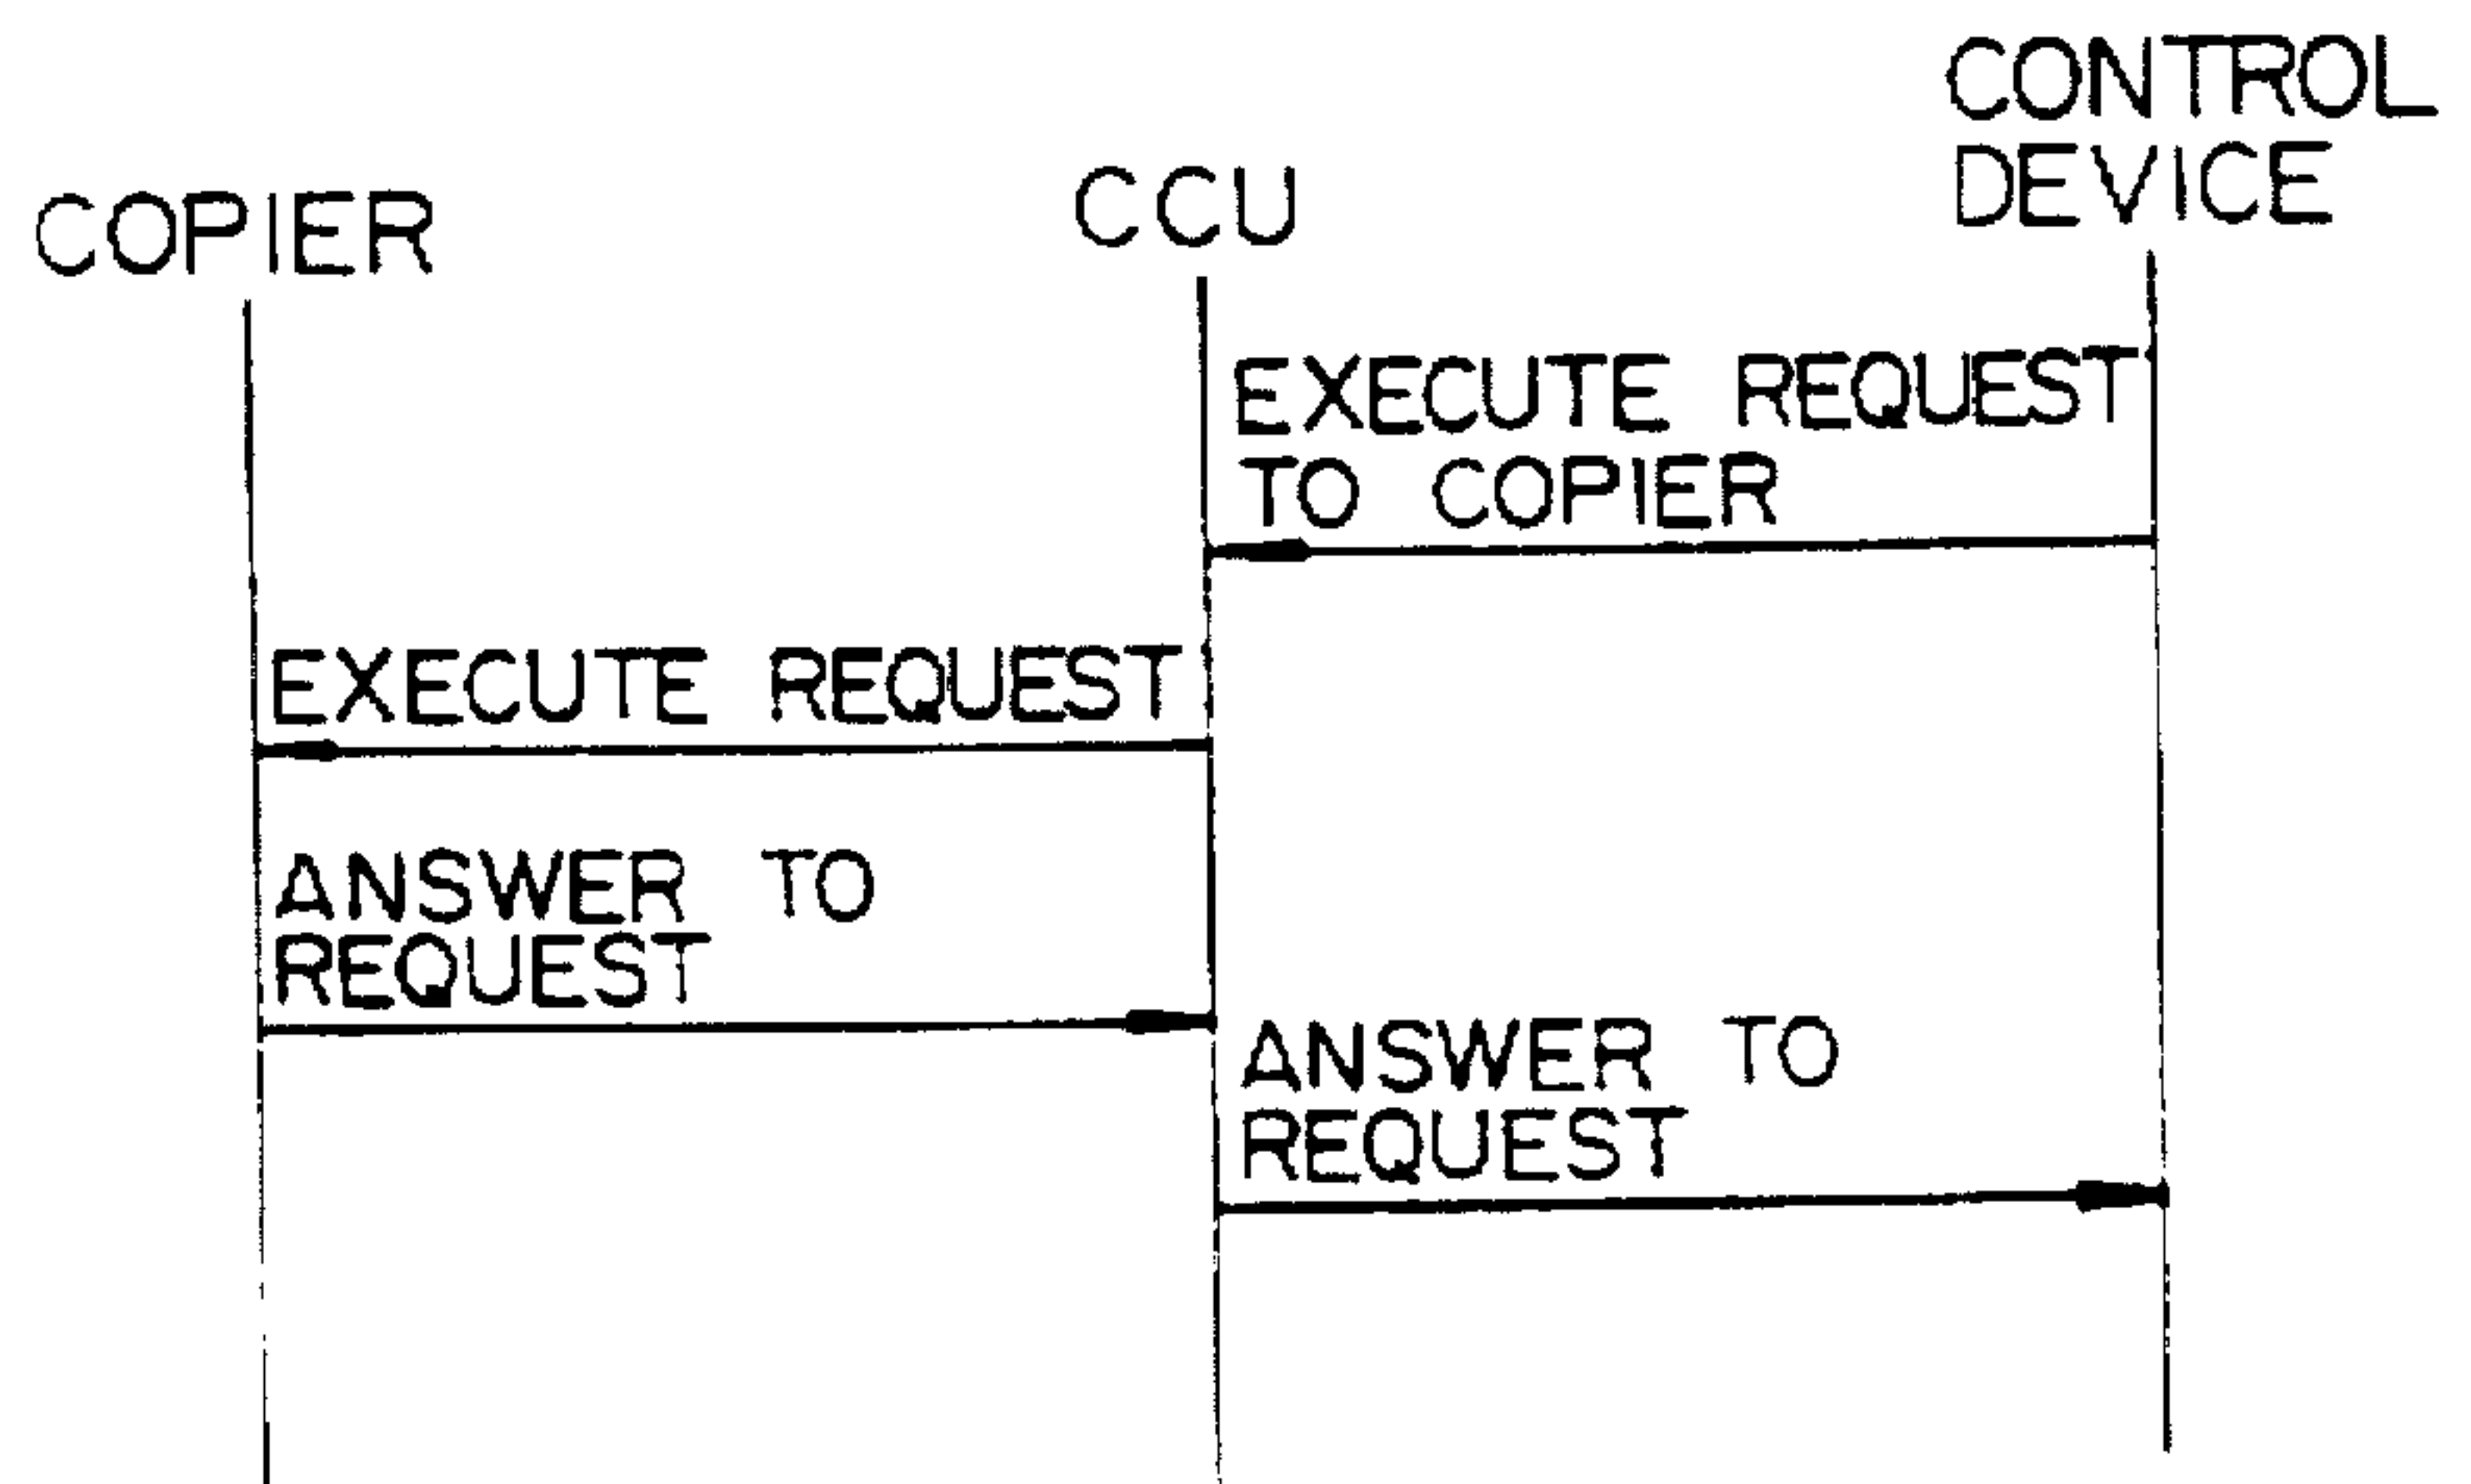 COPIER
CCU
CONTROL
DEVICE
EXECUTE REQUEST
TO COPIER
EXECUTE REQUEST
ANSWER TO
REQUEST
ANSWER TO
REQUEST